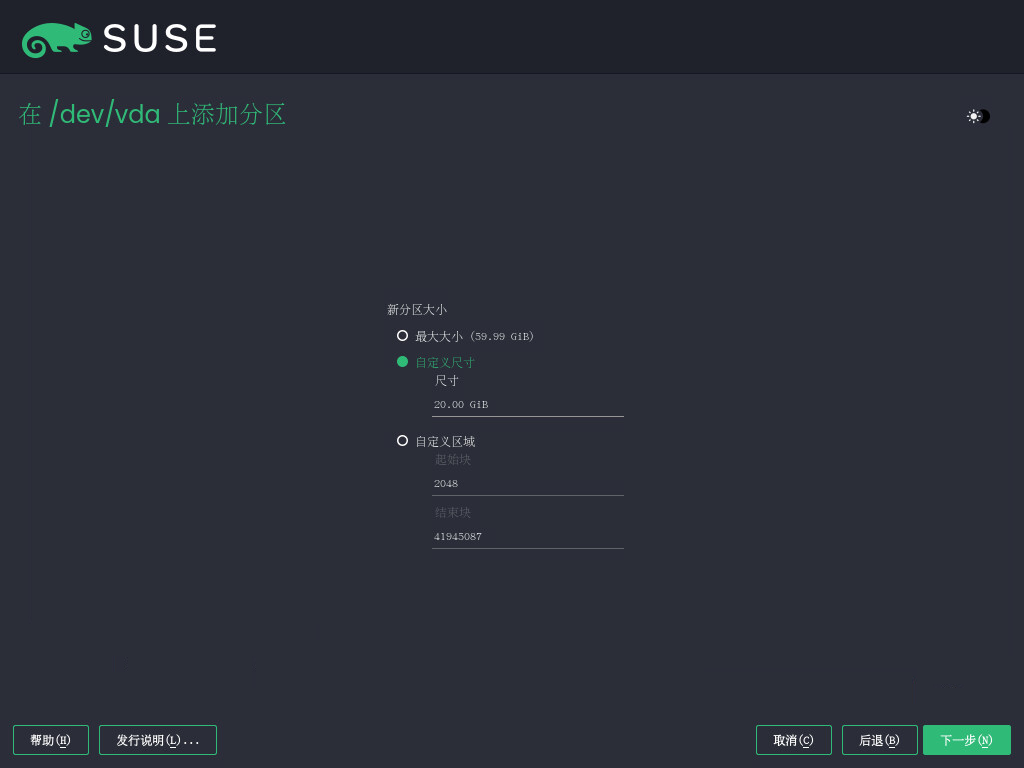 SUSE
在 /dev/vda 上添加分区
新分区大小
最大大小（59.99 GiB）
自定义尺寸
尺寸
20.00 GiB
自定义区域
起始块
2048
结束块
41945087
帮助(H)
发行说明(L)...
取消(C)
后退(B)
下一步(N)